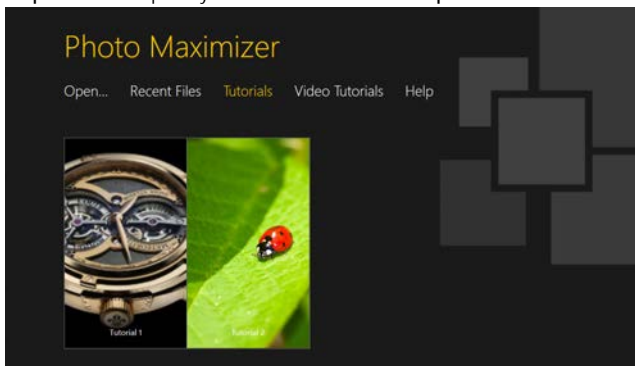 Photo Maximizer
Open... Recent Files Tutorials Video Tutorials Help
Tutorial 1 Tutorial 2